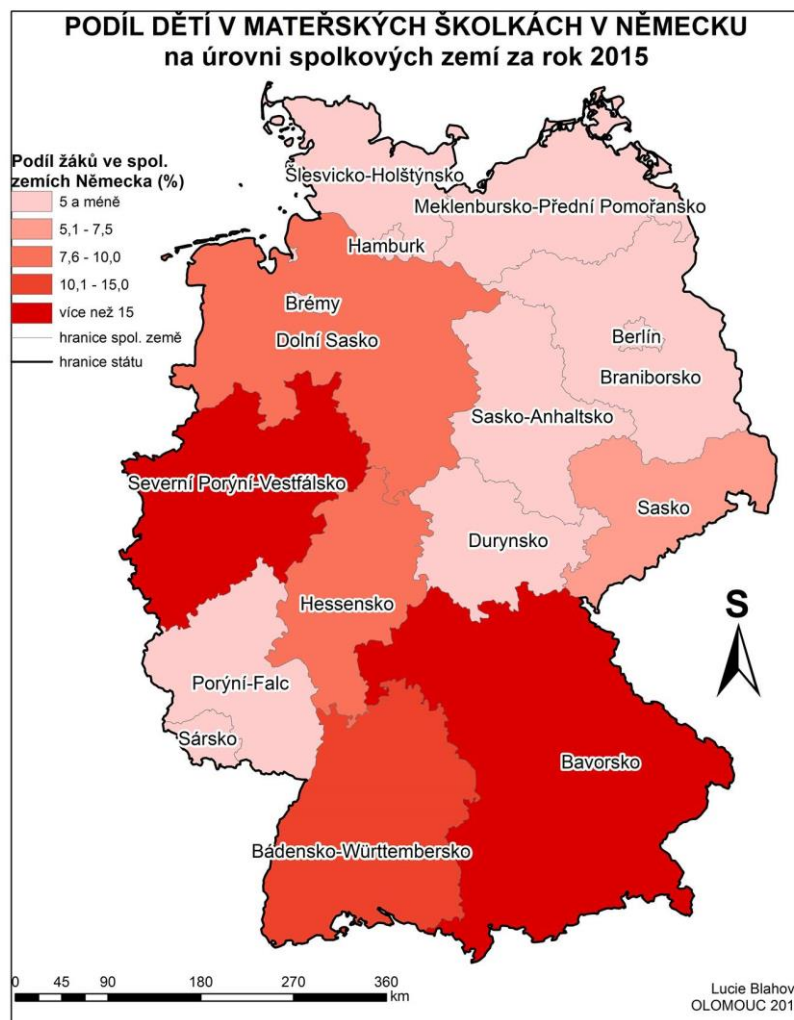 PODÍL DĚTÍ V MATEŘSKÝCH ŠKOLKÁCH V NĚMECKU
na úrovni spolkových zemí za rok 2015
Podíl žáků ve spol.
zemích Německa (%)
5 a méně
5,1 - 7,5
7,6 - 10,0
10,1 - 15,0
více než 15
hranice spol. země
hranice státu
Šlesvicko-Holštýnsko
Meklenbursko-Přední Pomořansko
Hamburk
Brémy
Dolní Sasko
Berlín
Braniborsko
Sasko-Anhaltsko
Severní Porýní-Vestfálsko
Sasko
Durynsko
Hessensko
S
Porýní-Falc
Sársko
Bavorsko
Bádensko-Württembersko
0 45 90 180 270 360
km
Lucie Blahov
OLOMOUC 201